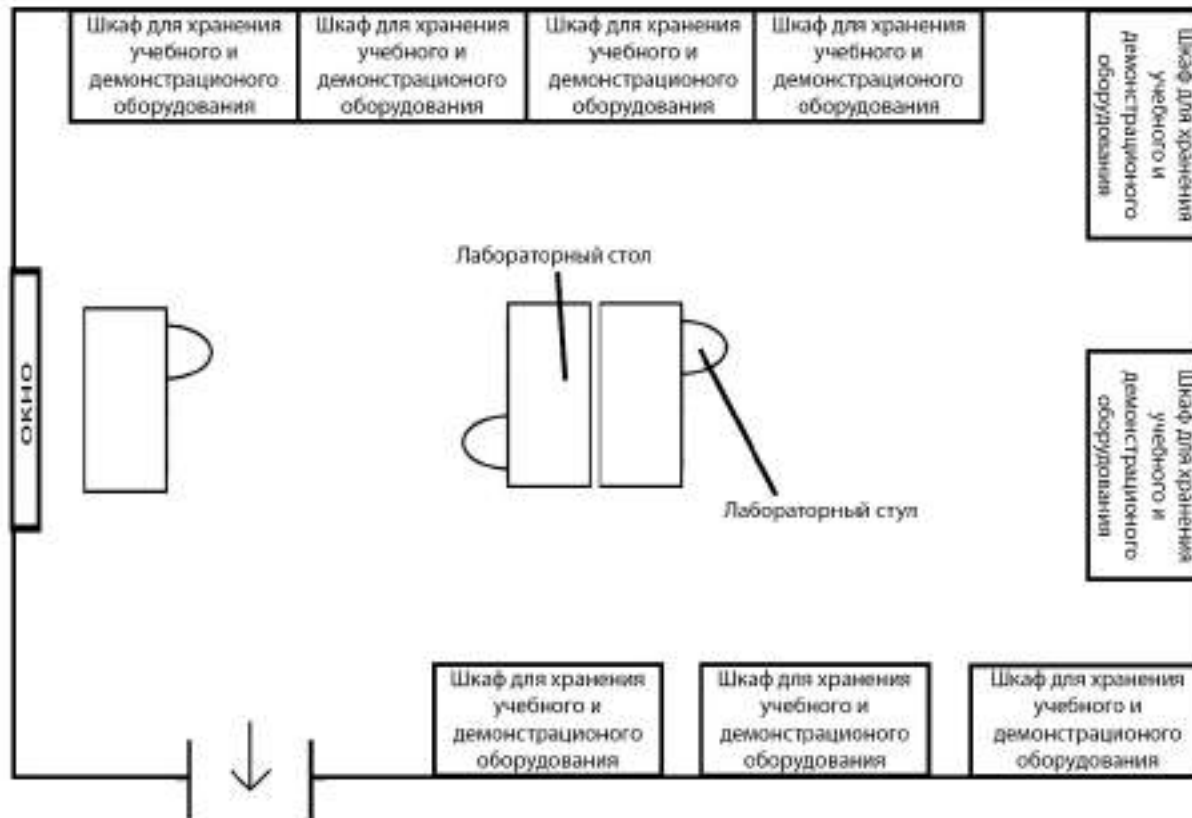 Шкаф для хранения
учебного и
демонстрационого
оборудования
Шкаф для хранения
учебного и
демонстрационого
оборудования
Шкаф для хранения
учебного и
демонстрационого
оборудования
Шкаф для хранения
учебного и
демонстрационого
оборудования
Шкаф для хранения
учебного и
демонстрационого
оборудования
Лабораторный стол
окно
Лабораторный стул
Шкаф для хранения
учебного и
демонстрационого
оборудования
Шкаф для хранения
учебного и
демонстрационого
оборудования
Шкаф для хранения
учебного и
демонстрационого
оборудования
Шкаф для хранения
учебного и
демонстрационого
оборудования